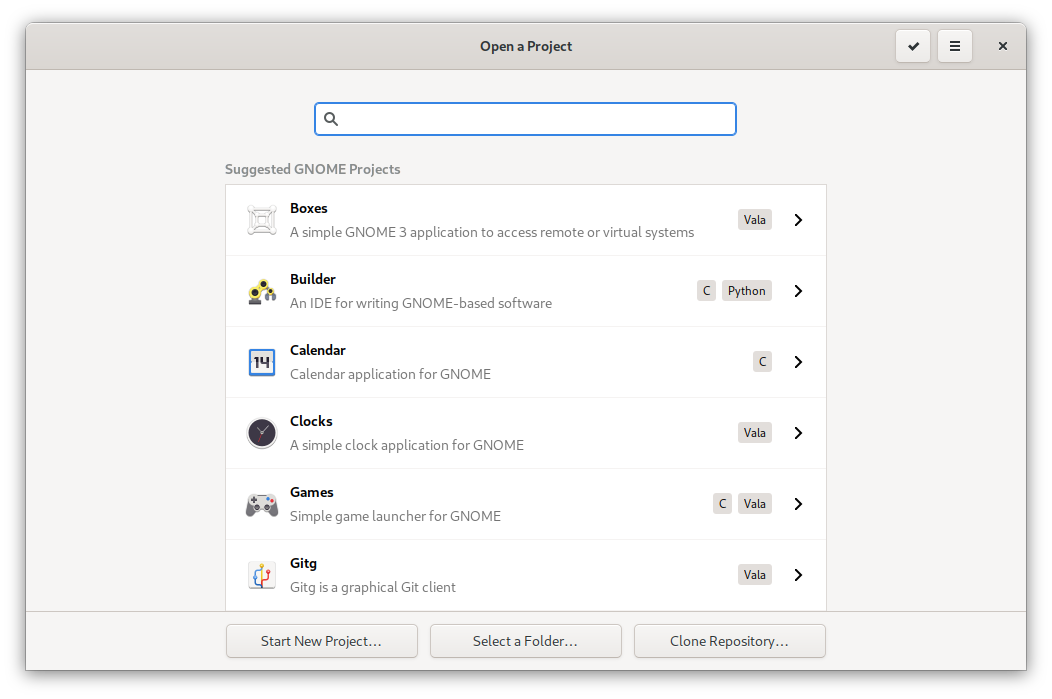 Open a Project
Suggested GNOME Projects
Boxes
A simple GNOME 3 application to access remote or virtual systems
Vala
Builder
An IDE for writing GNOME-based software
C Python
14
Calendar
Calendar application for GNOME
C
Clocks
A simple clock application for GNOME
Vala
Games
Simple game launcher for GNOME
C Vala
Gitg
Gitg is a graphical Git client
Vala
Start New Project… Select a Folder… Clone Repository…